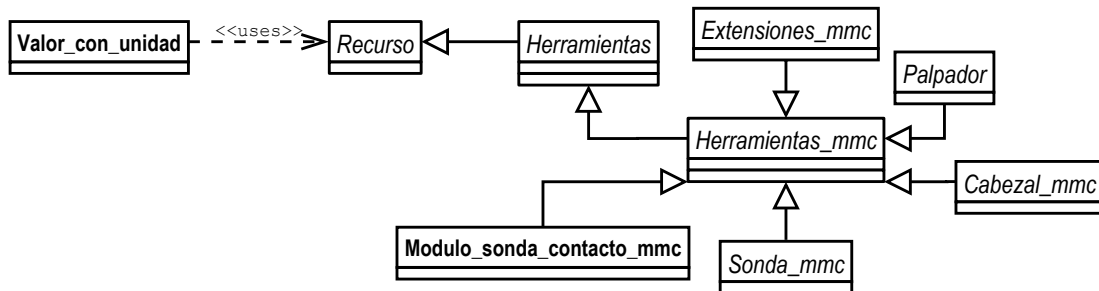 Valor_con_unidad
<<uses>>
Recurso
Herramientas
Extensiones_mmc
Palpador
Herramientas_mmc
Cabezal_mmc
Modulo_sonda_contacto_mmc
Sonda_mmc